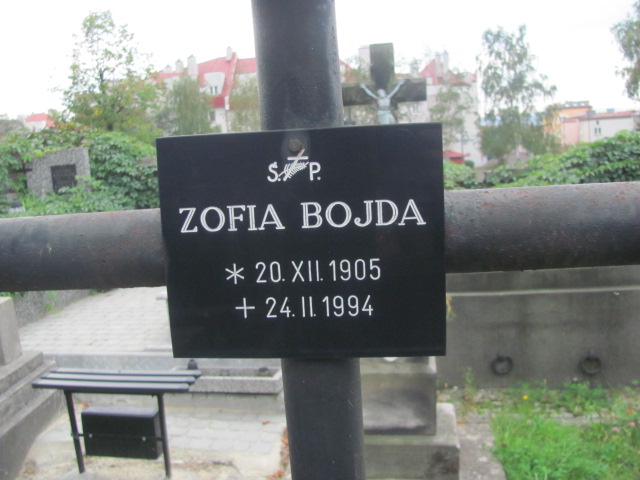 Ś. P.
ZOFIA BOJDA
* 20. XII. 1905
+ 24. II. 1994